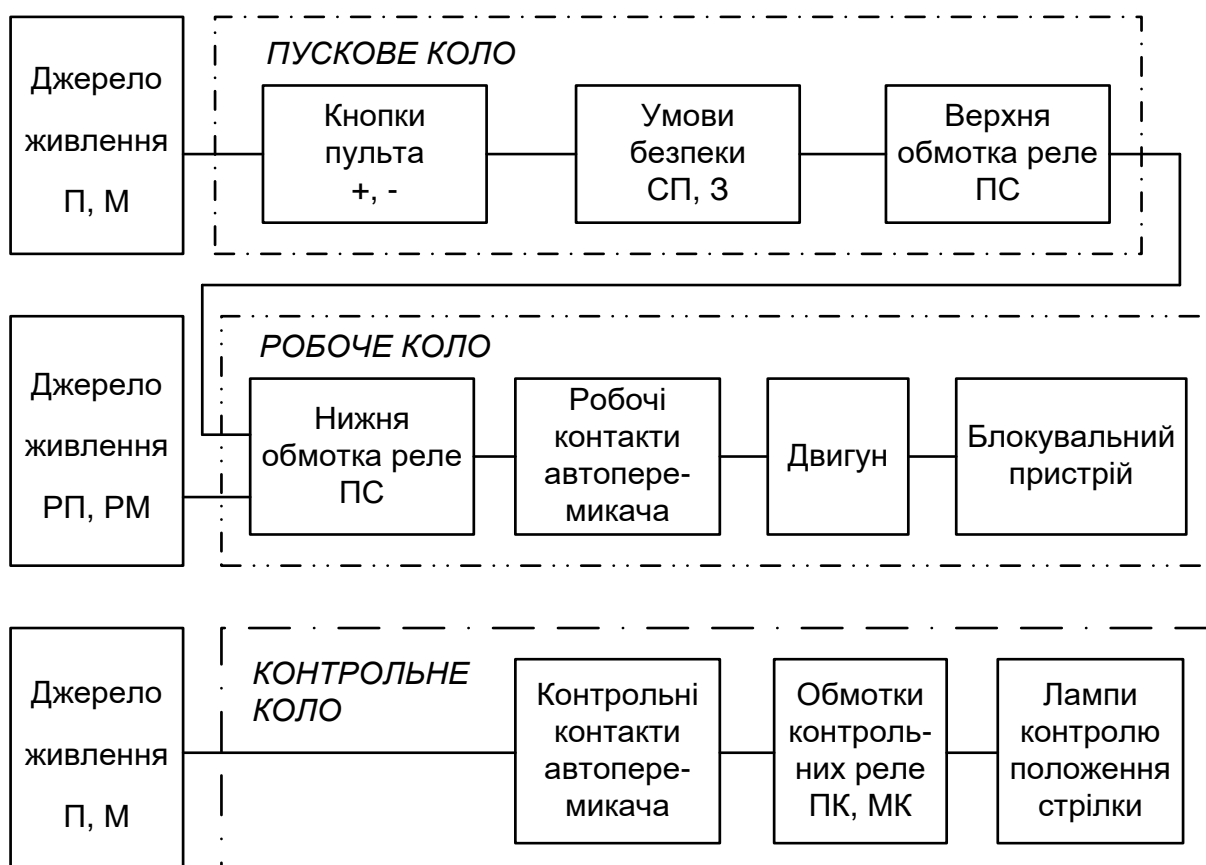 ПУСКОВЕ КОЛО
Джерело
живлення
П, М
Кнопки
пульта
+, -
Умови
безпеки
СП, З
Верхня
обмотка реле
ПС
РОБОЧЕ КОЛО
Джерело
живлення
РП, РМ
Нижня
обмотка реле
ПС
Робочі
контакти
автопере-
микача
Двигун
Блокувальний
пристрій
КОНТРОЛЬНЕ
КОЛО
Джерело
живлення
П, М
Контрольні
контакти
автопере-
микача
Обмотки
контроль-
них реле
ПК, МК
Лампи
контролю
положення
стрілки